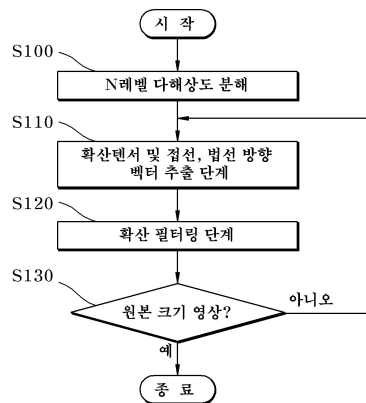 시 작
S100
N레벨 다해상도 분해
S110
확산텐서 및 접선, 법선 방향
벡터 추출 단계
S120
확산 필터링 단계
S130
원본 크기 영상?
아니오
예
종 료